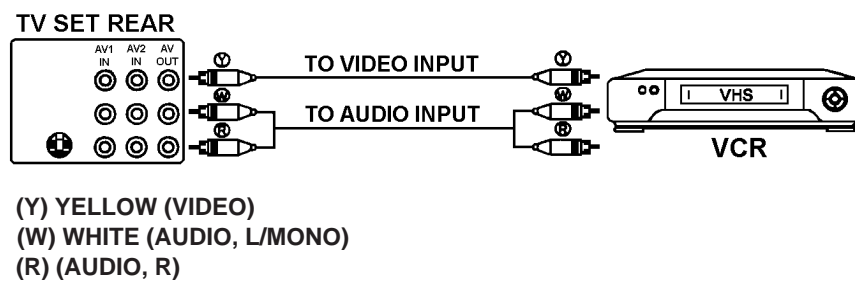 TV SET REAR
AV1 IN AV2 IN AV OUT
Y TO VIDEO INPUT Y
W W
TO AUDIO INPUT
R R
VHS
VCR
(Y) YELLOW (VIDEO)
(W) WHITE (AUDIO, L/MONO)
(R) (AUDIO, R)